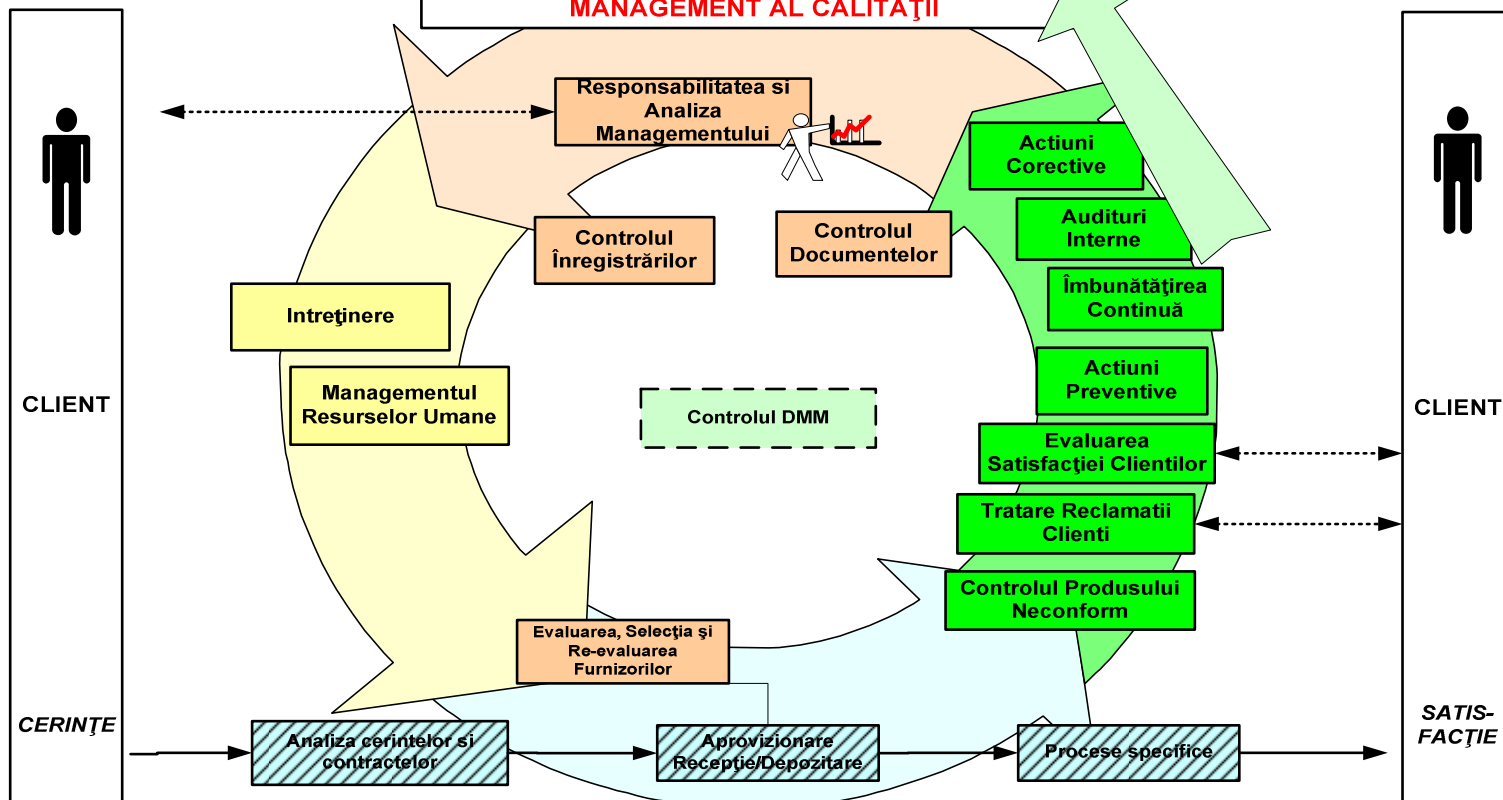 MANAGEMENT AL CALITĂŢII
Responsabilitatea si
Analiza
Managementului
Actiuni
Corective
Audituri
Interne
Controlul
Înregistrărilor
Controlul
Documentelor
Îmbunătăţirea
Continuă
Intreţinere
Managementul
Resurselor Umane
Actiuni
Preventive
CLIENT
Controlul DMM
CLIENT
Evaluarea
Satisfacţiei Clientilor
Tratare Reclamatii
Clienti
Controlul Produsului
Neconform
Evaluarea, Selecţia şi
Re-evaluarea
Furnizorilor
CERINŢE
SATIS-
FACŢIE
Analiza cerintelor si
contractelor
Aprovizionare
Recepţie/Depozitare
Procese specifice